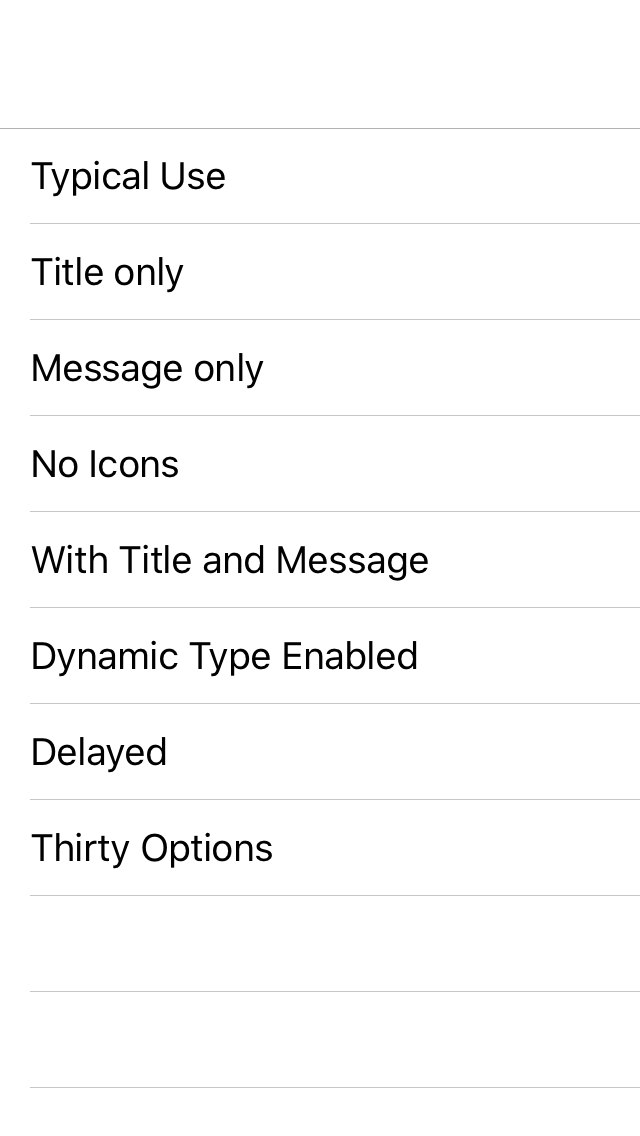 Typical Use
Title only
Message only
No Icons
With Title and Message
Dynamic Type Enabled
Delayed
Thirty Options